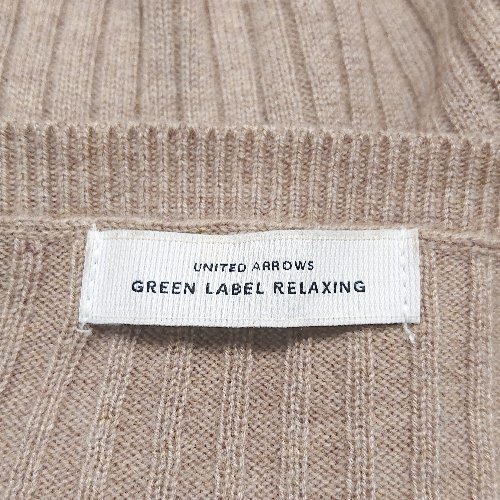 UNITED ARROWS
GREEN LABEL RELAXING